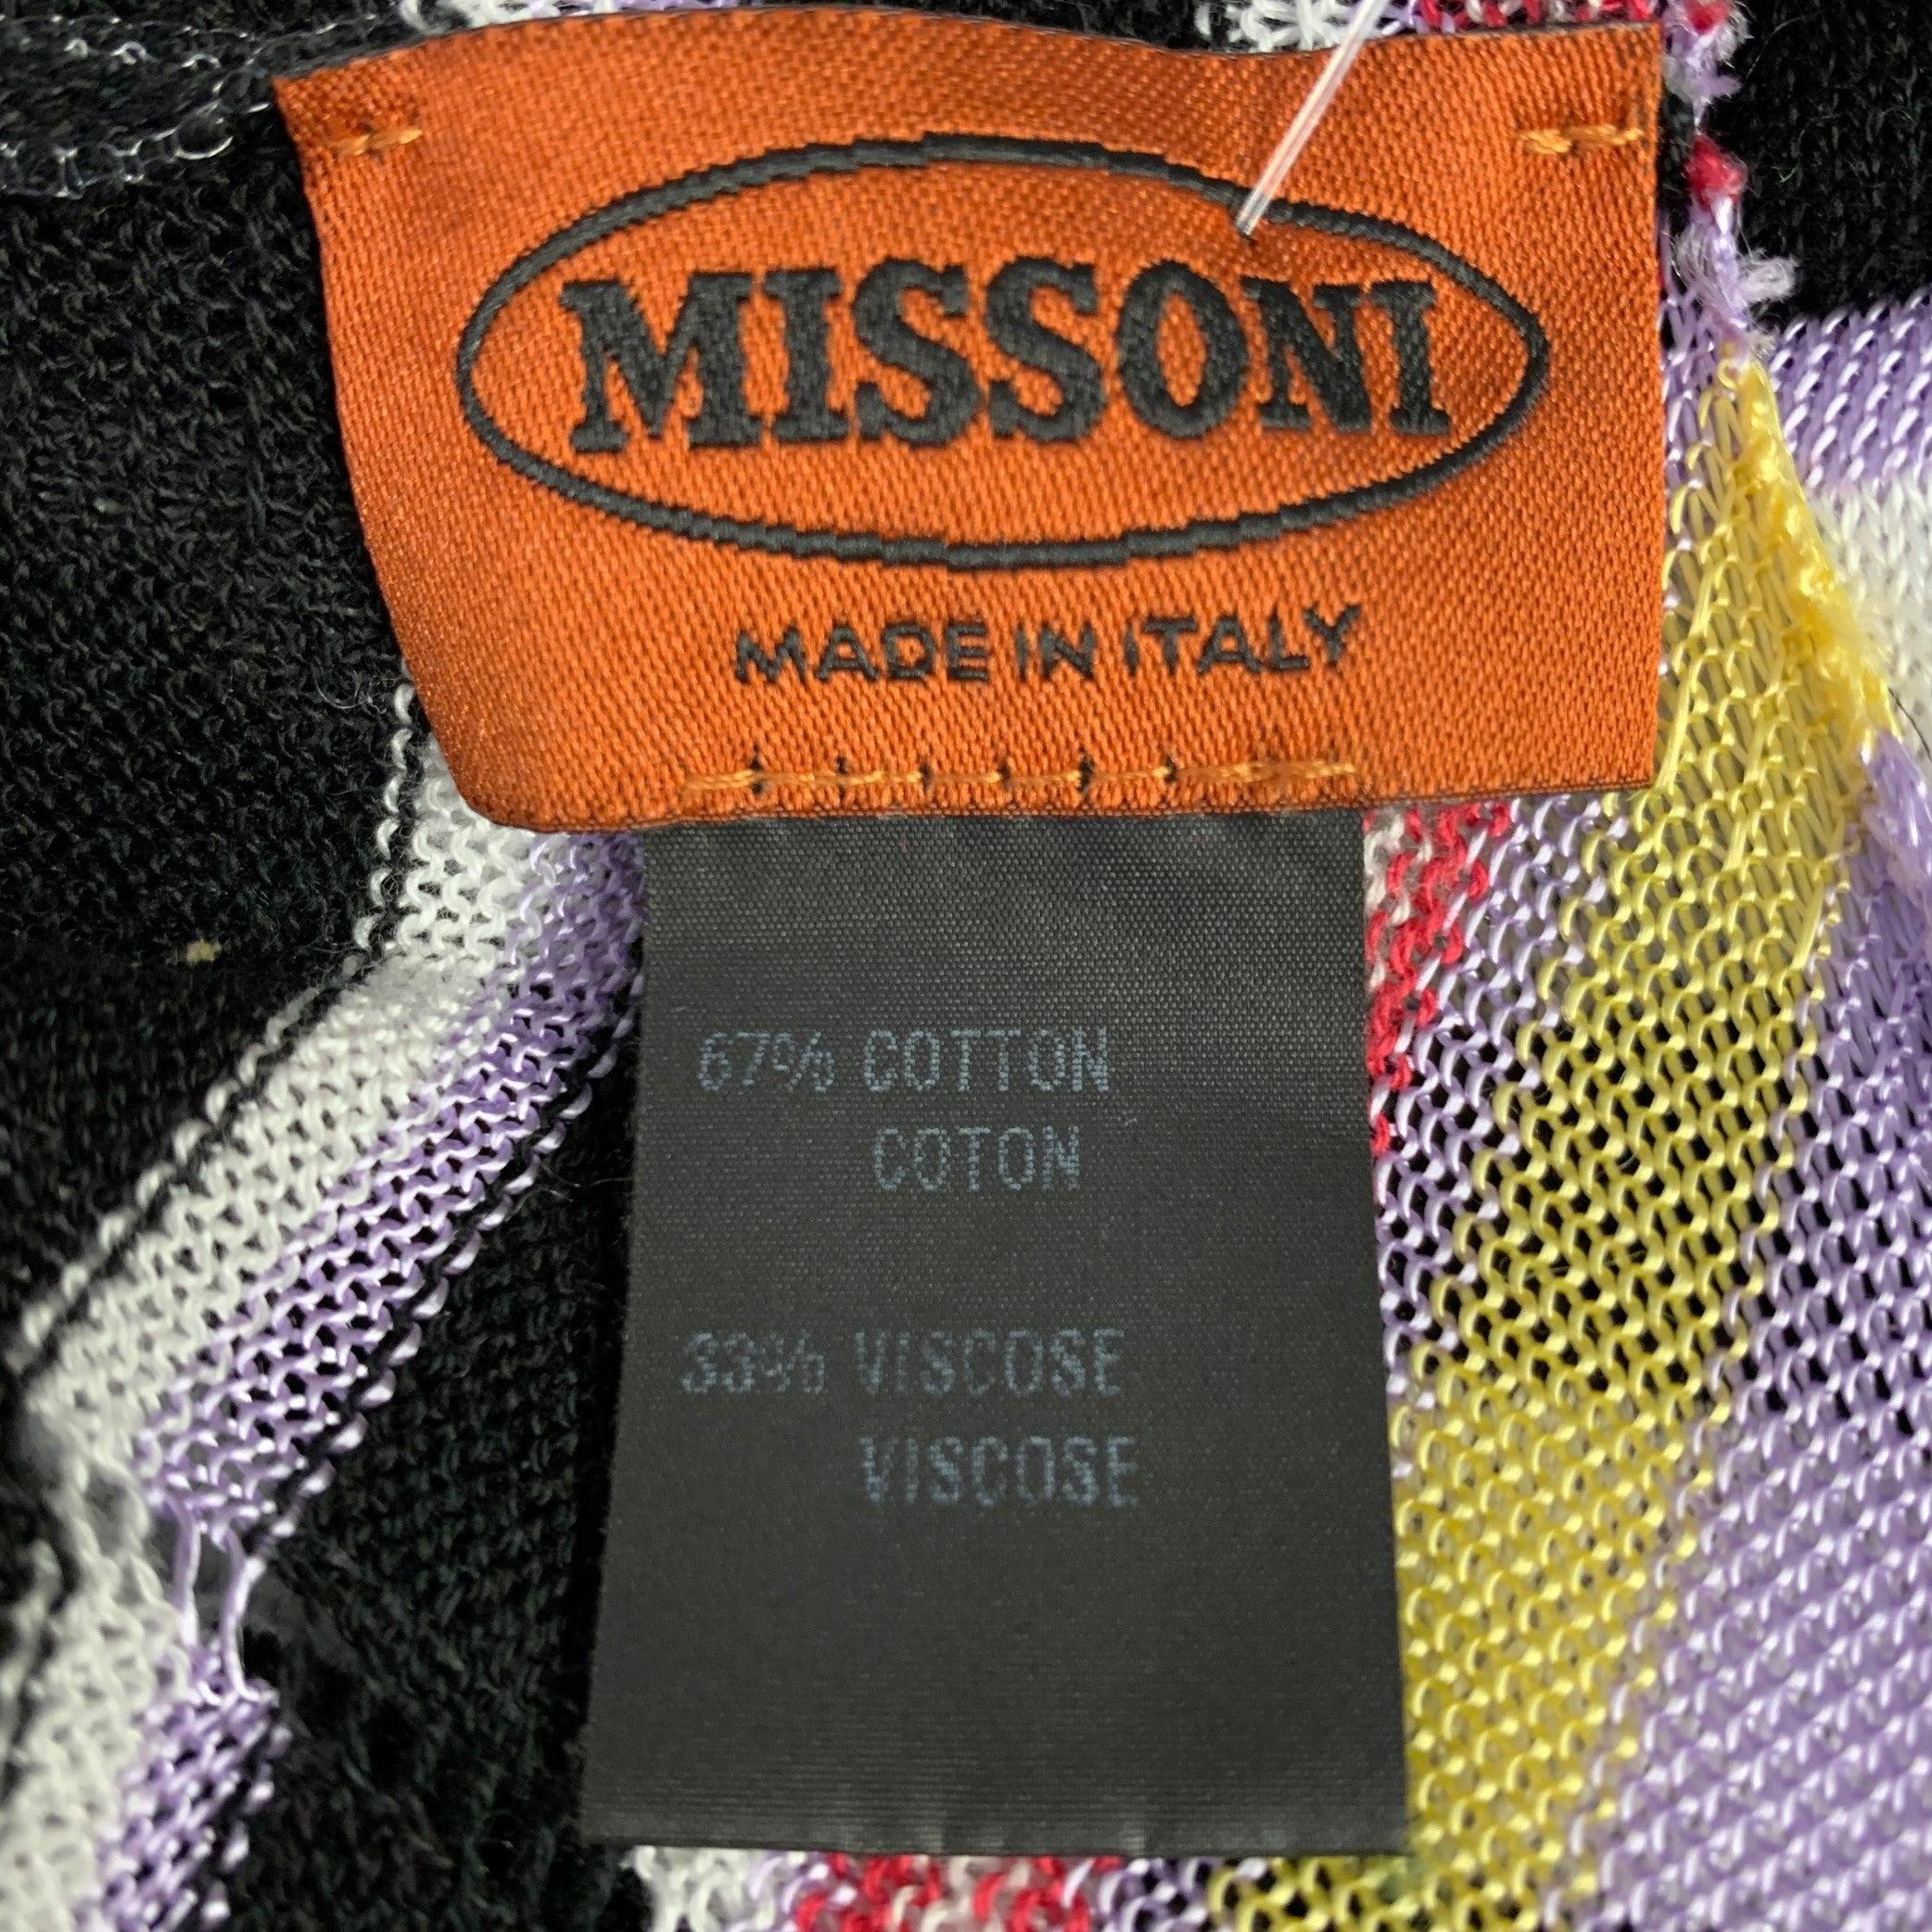 MISSONI
MADE IN ITALY
67% COTTON
COTON
33% VISCOSE
VISCOSE